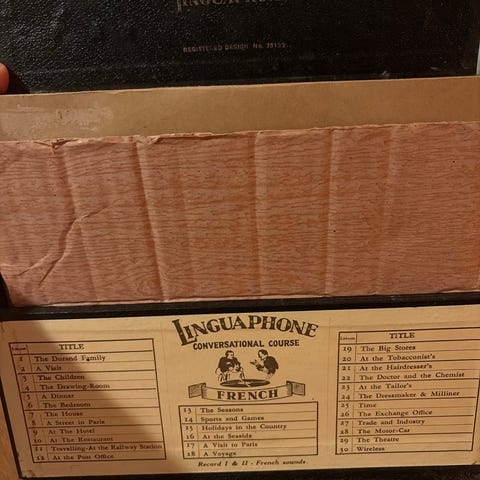 REGISTERED DESIGN No.
LINGUAPHONE
CONVERSATIONAL COURSE
FRENCH
Lesson TITLE
1 The Durand Family
2 A Visit
3 The Children
4 The Drawing-Room
5 A Dinner
6 The Bedroom
7 The House
8 A Street in Paris
9 At The Hotel
10 At The Restaurant
11 Travelling-At the Railway Station
12 At the Post Office
13 The Seasons
14 Sports and Games
15 Holidays in the Country
16 At the Seaside
17 A Visit to Paris
18 A Voyage
Record I & II - French sounds.
Lesson TITLE
19 The Big Stores
20 At the Tobacconist's
21 At the Hairdresser's
22 The Doctor and the Chemist
23 At the Tailor's
24 The Dressmaker & Milliner
25 Time
26 The Exchange Office
27 Trade and Industry
28 The Motor-Car
29 The Theatre
30 Wireless